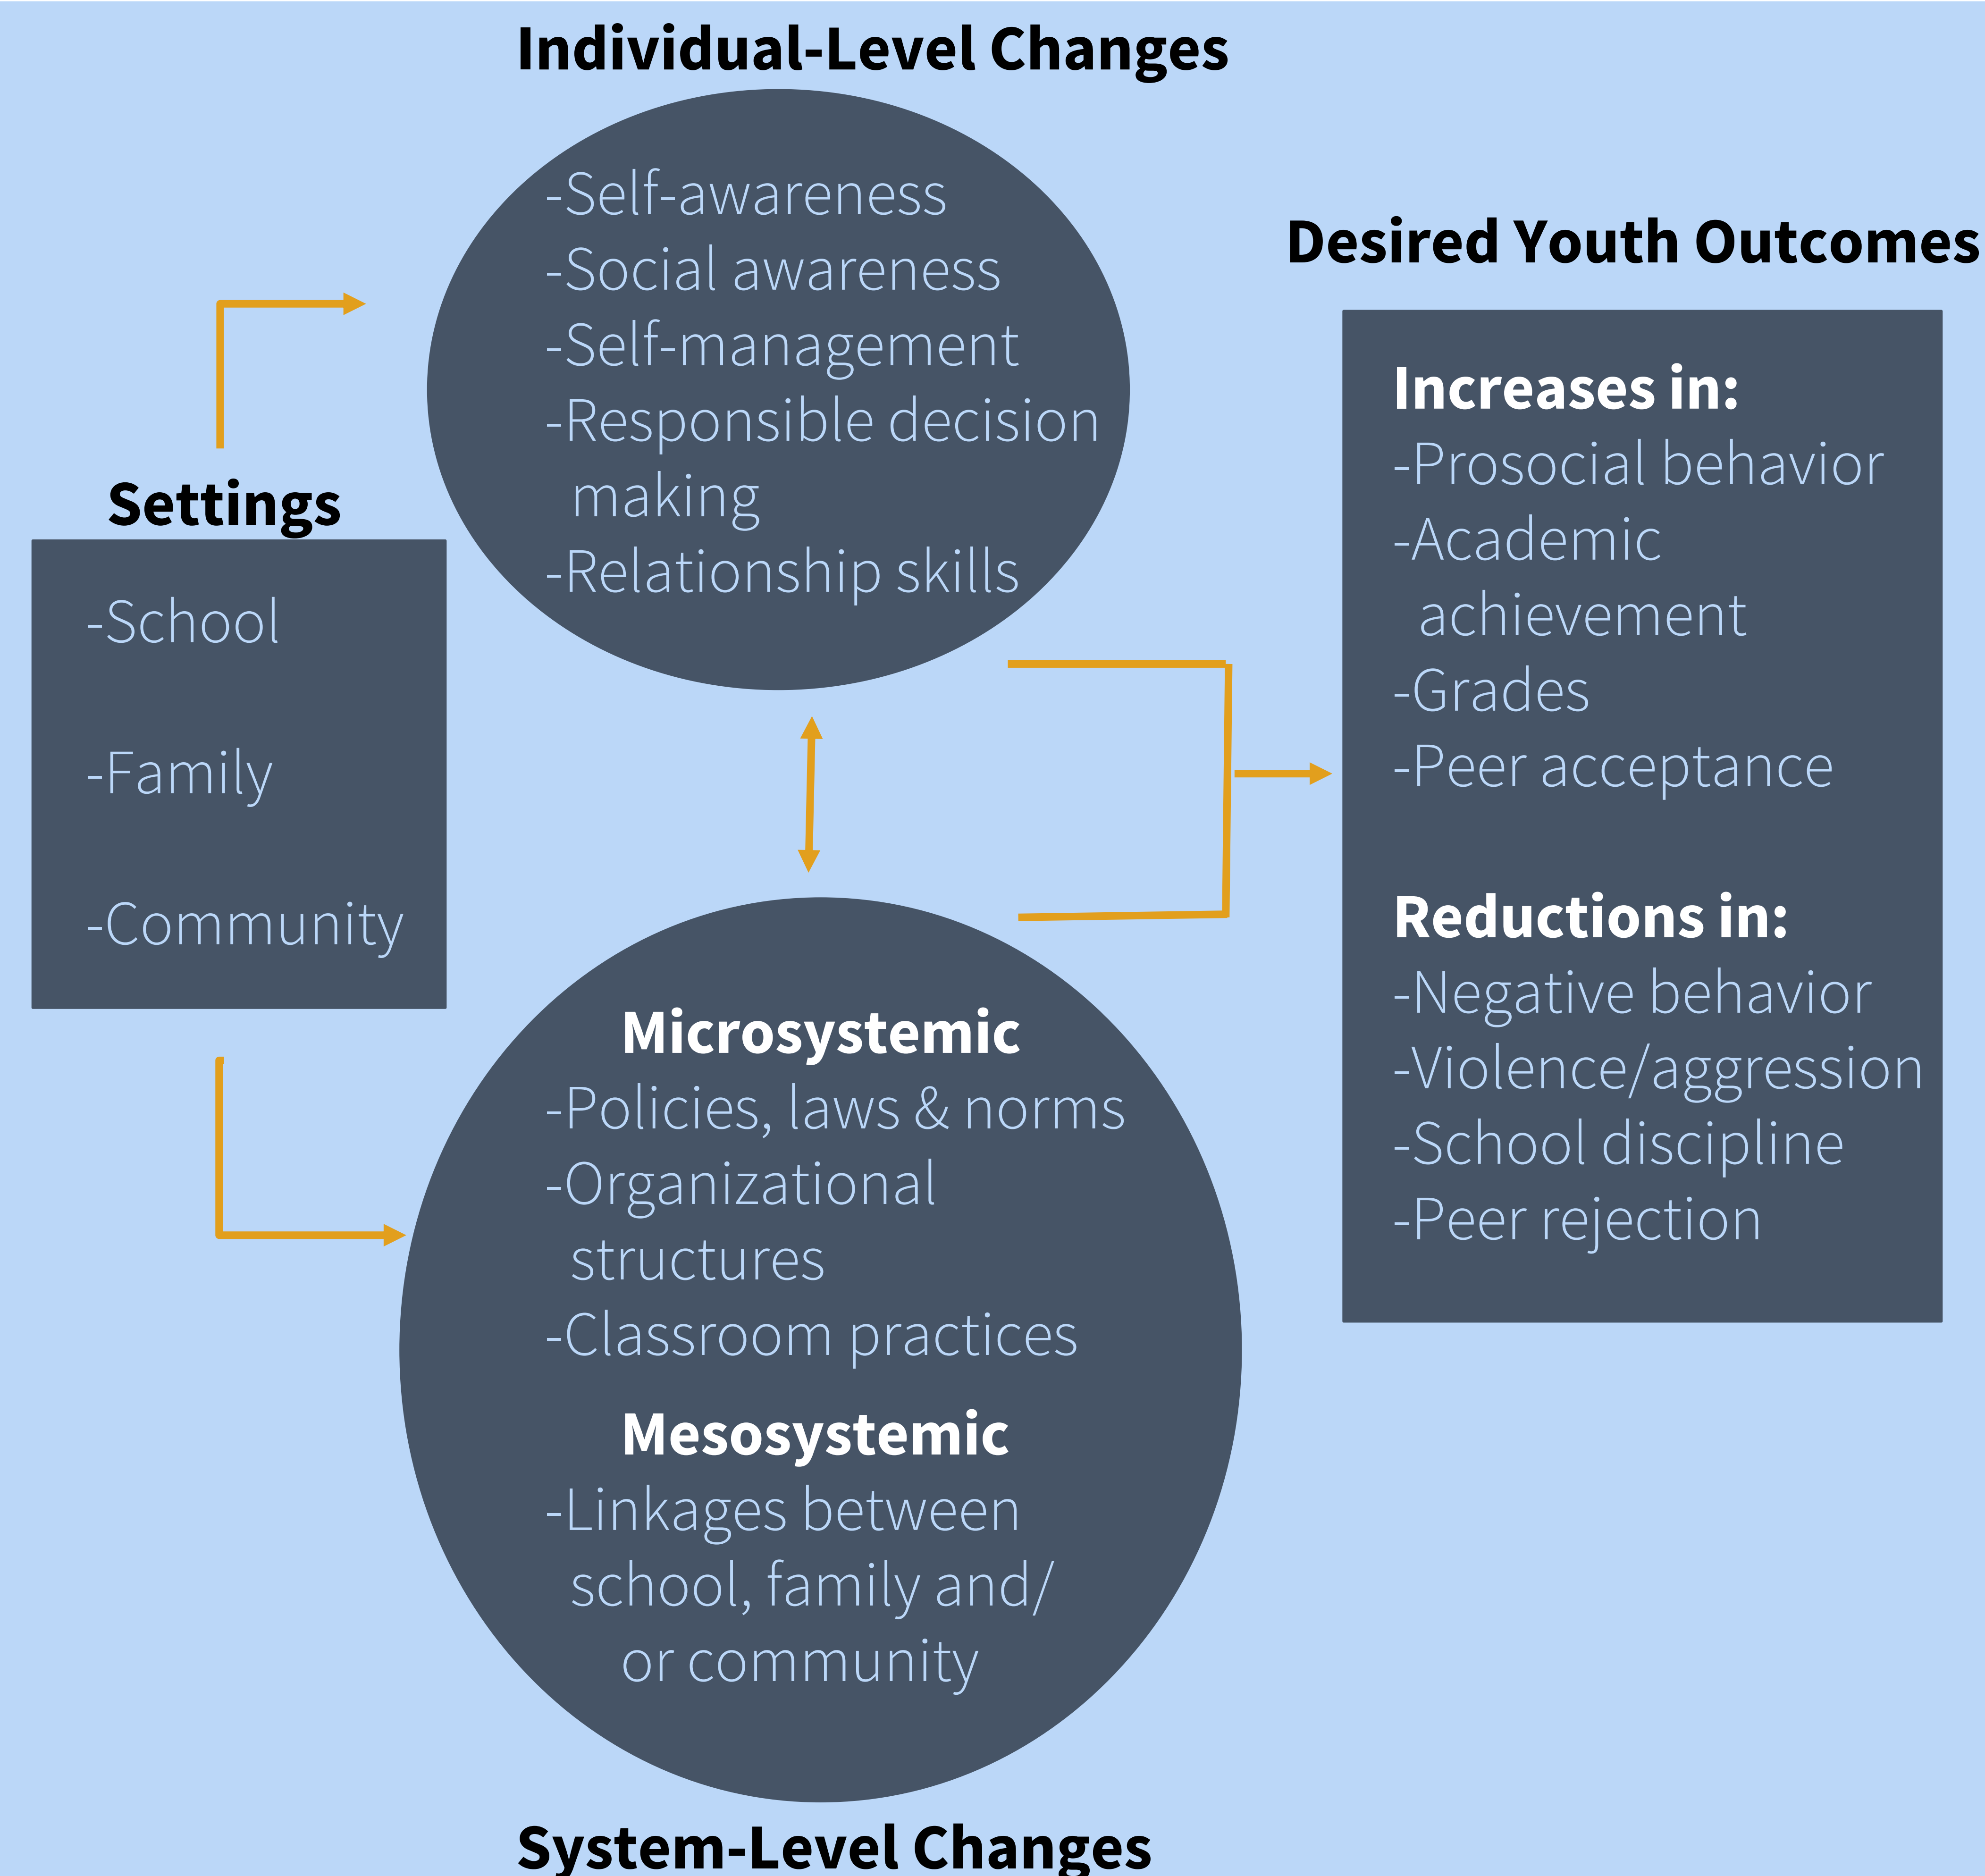 Individual-Level Changes
-Self-awareness
-Social awareness
-Self-management
-Responsible decision
making
-Relationship skills
Settings
-School
-Family
-Community
Microsystemic
-Policies, laws & norms
-Organizational
structures
-Classroom practices
Mesosystemic
-Linkages between
school, family and/
or community
System-Level Changes
Desired Youth Outcomes
Increases in:
-Prosocial behavior
-Academic
achievement
-Grades
-Peer acceptance
Reductions in:
-Negative behavior
-Violence/aggression
-School discipline
-Peer rejection